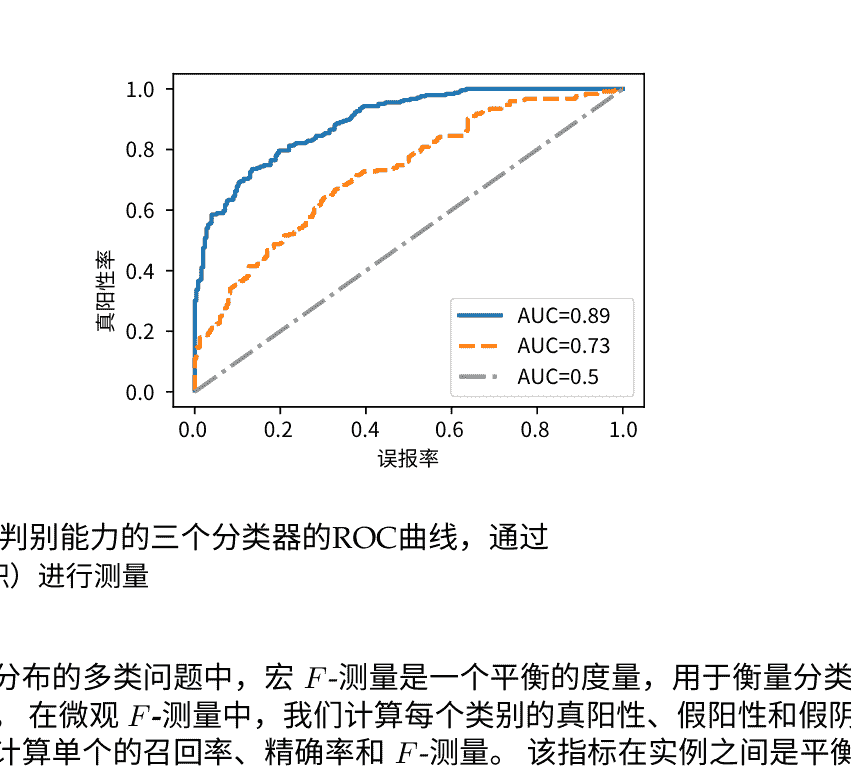 1.0
0.8
0.6
0.4
0.2
0.0
真阳性率
AUC=0.89
AUC=0.73
AUC=0.5
0.0 0.2 0.4 0.6 0.8 1.0
误报率
判别能力的三个分类器的ROC曲线，通过
）进行测量
分布的多类问题中，宏 F-测量是一个平衡的度量，用于衡量分类
。 在微观 F-测量中，我们计算每个类别的真阳性、假阳性和假阴
计算单个的召回率、精确率和 F-测量。 该指标在实例之间是平衡